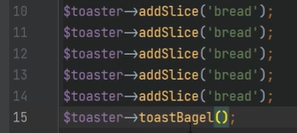 10 $toaster->addSlice('bread');
11 $toaster->addSlice('bread');
12 $toaster->addSlice('bread');
13 $toaster->addSlice('bread');
14 $toaster->addSlice('bread');
15 $toaster->toastBagel();